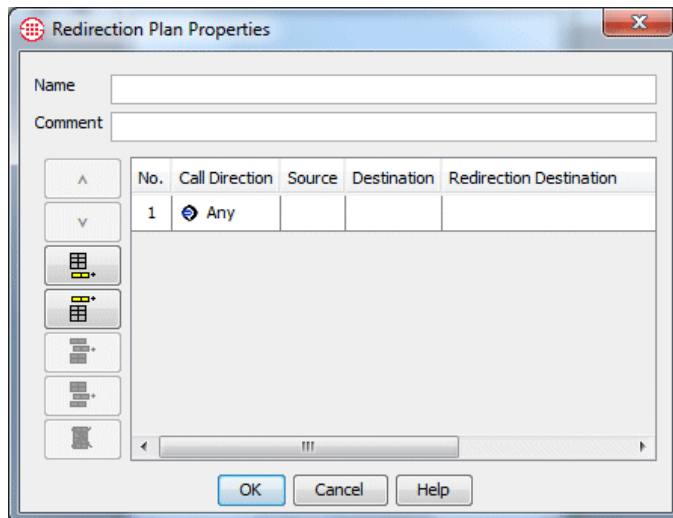 Redirection Plan Properties
Name
Comment
No. Call Direction Source Destination Redirection Destination
1 Any
OK Cancel Help